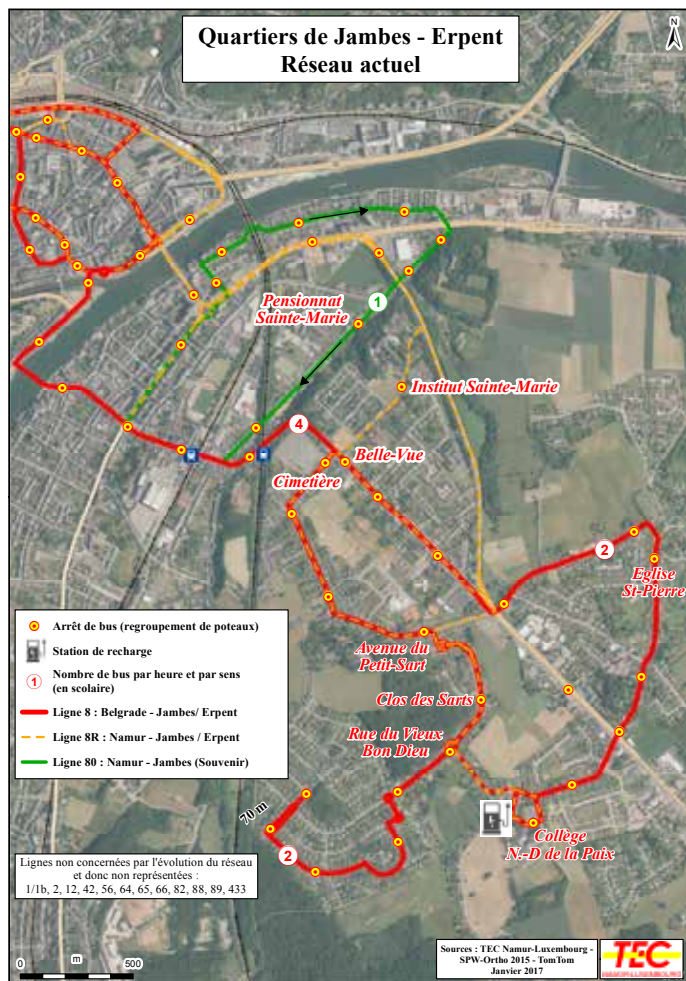 Quartiers de Jambes - Erpent
Réseau actuel
N
Pensionnat
Sainte-Marie
1
Institut Sainte-Marie
4
Belle-Vue
Cimetière
2
Eglise
St-Pierre
Avenue du
Petit-Sart
Clos des Sarts
Rue du Vieux
Bon Dieu
70 m
2
Collège
N.-D de la Paix
Arrêt de bus (regroupement de poteaux)
Station de recharge
1
Nombre de bus par heure et par sens
(en scolaire)
Ligne 8 : Belgrade - Jambes/ Erpent
Ligne 8R : Namur - Jambes / Erpent
Ligne 80 : Namur - Jambes (Souvenir)
Lignes non concernées par l'évolution du réseau
et donc non représentées :
1/1b, 2, 12, 42, 56, 64, 65, 66, 82, 88, 89, 433
0 m 500
Sources : TEC Namur-Luxembourg -
SPW-Ortho 2015 - TomTom
Janvier 2017
TEC
NAMUR-LUXEMBOURG